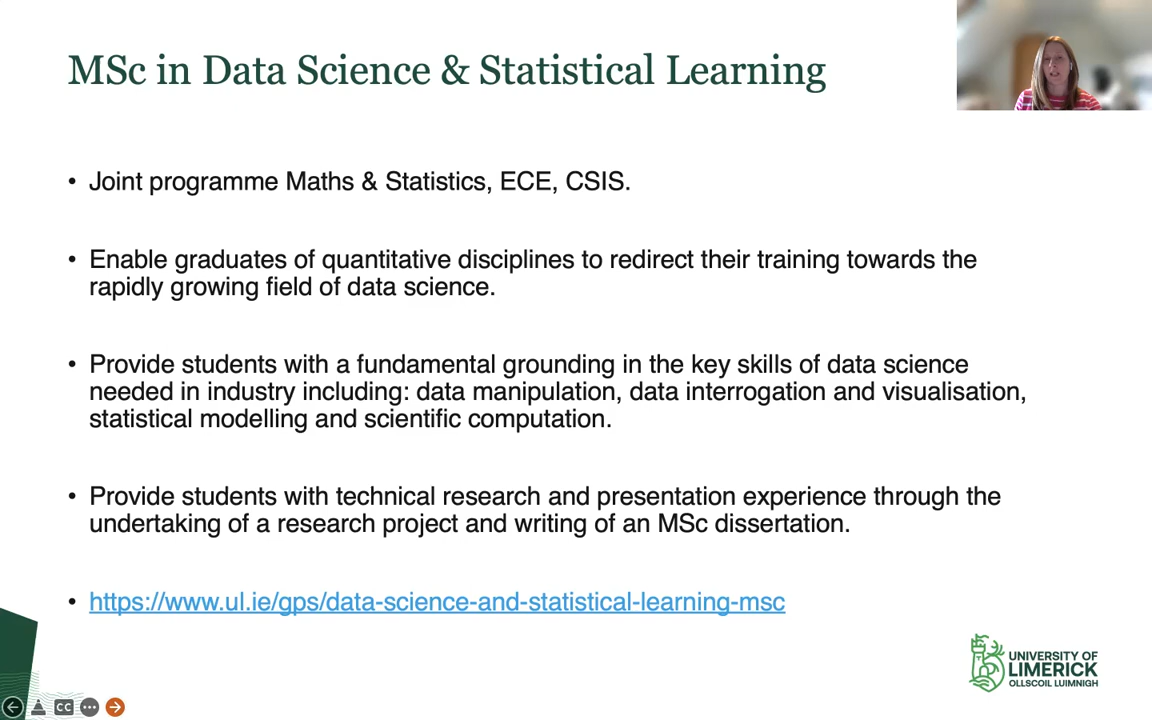 MSc in Data Science & Statistical Learning
• Joint programme Maths & Statistics, ECE, CSIS.
• Enable graduates of quantitative disciplines to redirect their training towards the
rapidly growing field of data science.
• Provide students with a fundamental grounding in the key skills of data science
needed in industry including: data manipulation, data interrogation and visualisation,
statistical modelling and scientific computation.
• Provide students with technical research and presentation experience through the
undertaking of a research project and writing of an MSc dissertation.
• https://www.ul.ie/gps/data-science-and-statistical-learning-msc
UNIVERSITY OF
LIMERICK
OLLSCOIL LUIMNIGH
CC